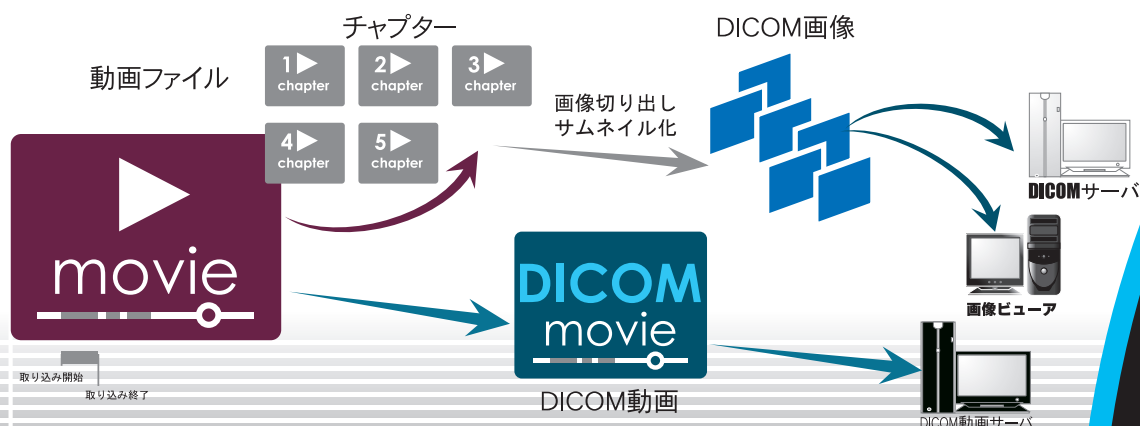 チャプター
DICOM画像
動画ファイル
1 chapter
2 chapter
3 chapter
4 chapter
5 chapter
画像切り出し
サムネイル化
DICOMサーバ
movie
DICOM
movie
画像ビューア
取り込み開始
取り込み終了
DICOM動画
DICOM動画サーバ